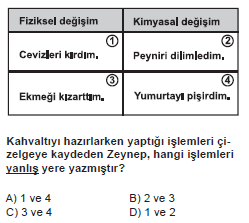 Fiziksel değişim Kimyasal değişim
1 2
Cevizleri kırdım. Peyniri dilimledim.
3 4
Ekmeği kızarttım. Yumurtayı pişirdim.
Kahvaltıyı hazırlarken yaptığı işlemleri çi-
zelgeye kaydeden Zeynep, hangi işlemleri
yanlış yere yazmıştır?
A) 1 ve 4 B) 2 ve 3
C) 3 ve 4 D) 1 ve 2